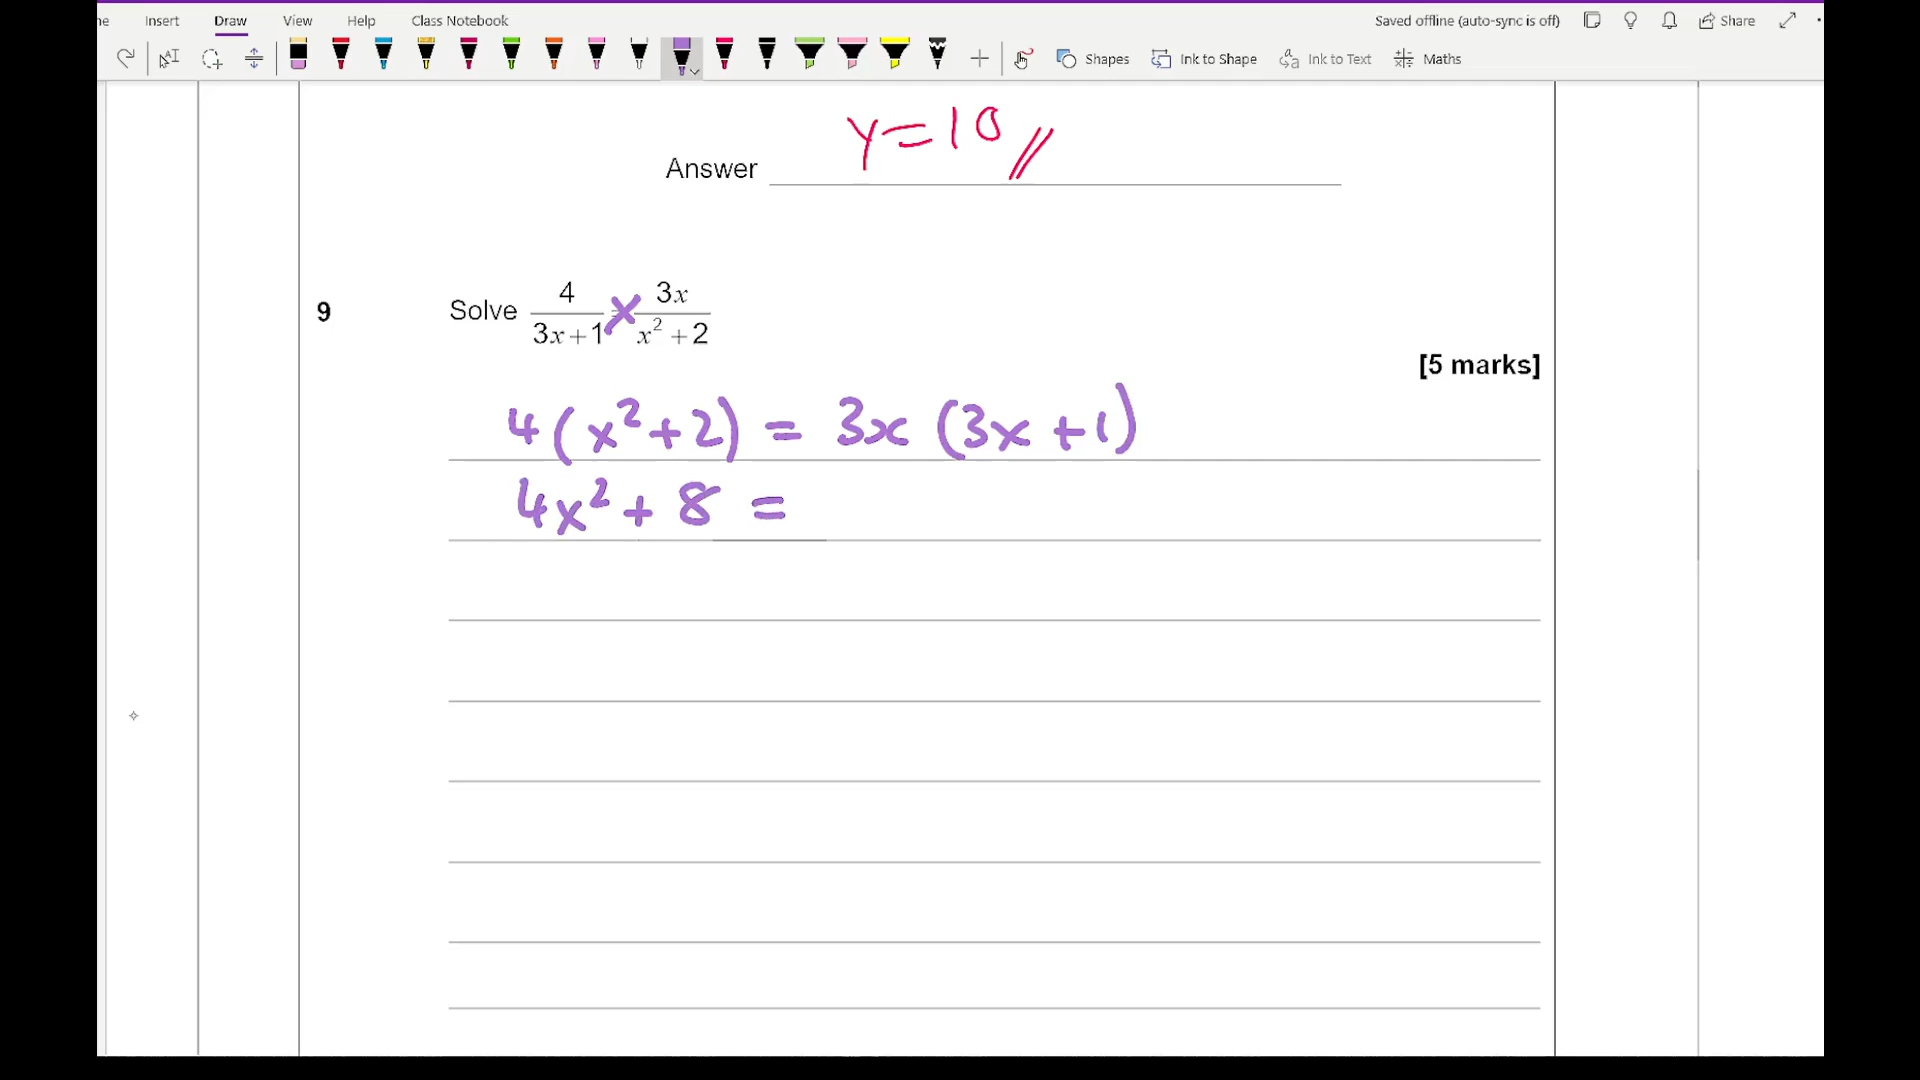 ne Insert Draw View Help Class Notebook Saved offline (auto-sync is off) Share
Shapes Ink to Shape Ink to Text Maths
y=10
Answer
9 Solve 4/(3x+1) × 3x/(x²+2)
[5 marks]
4(x²+2) = 3x(3x+1)
4x²+8 =